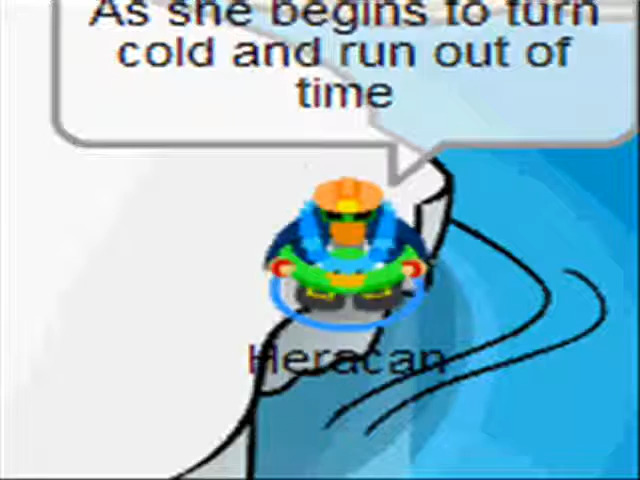 As she begins to turn
cold and run out of
time
Heracan